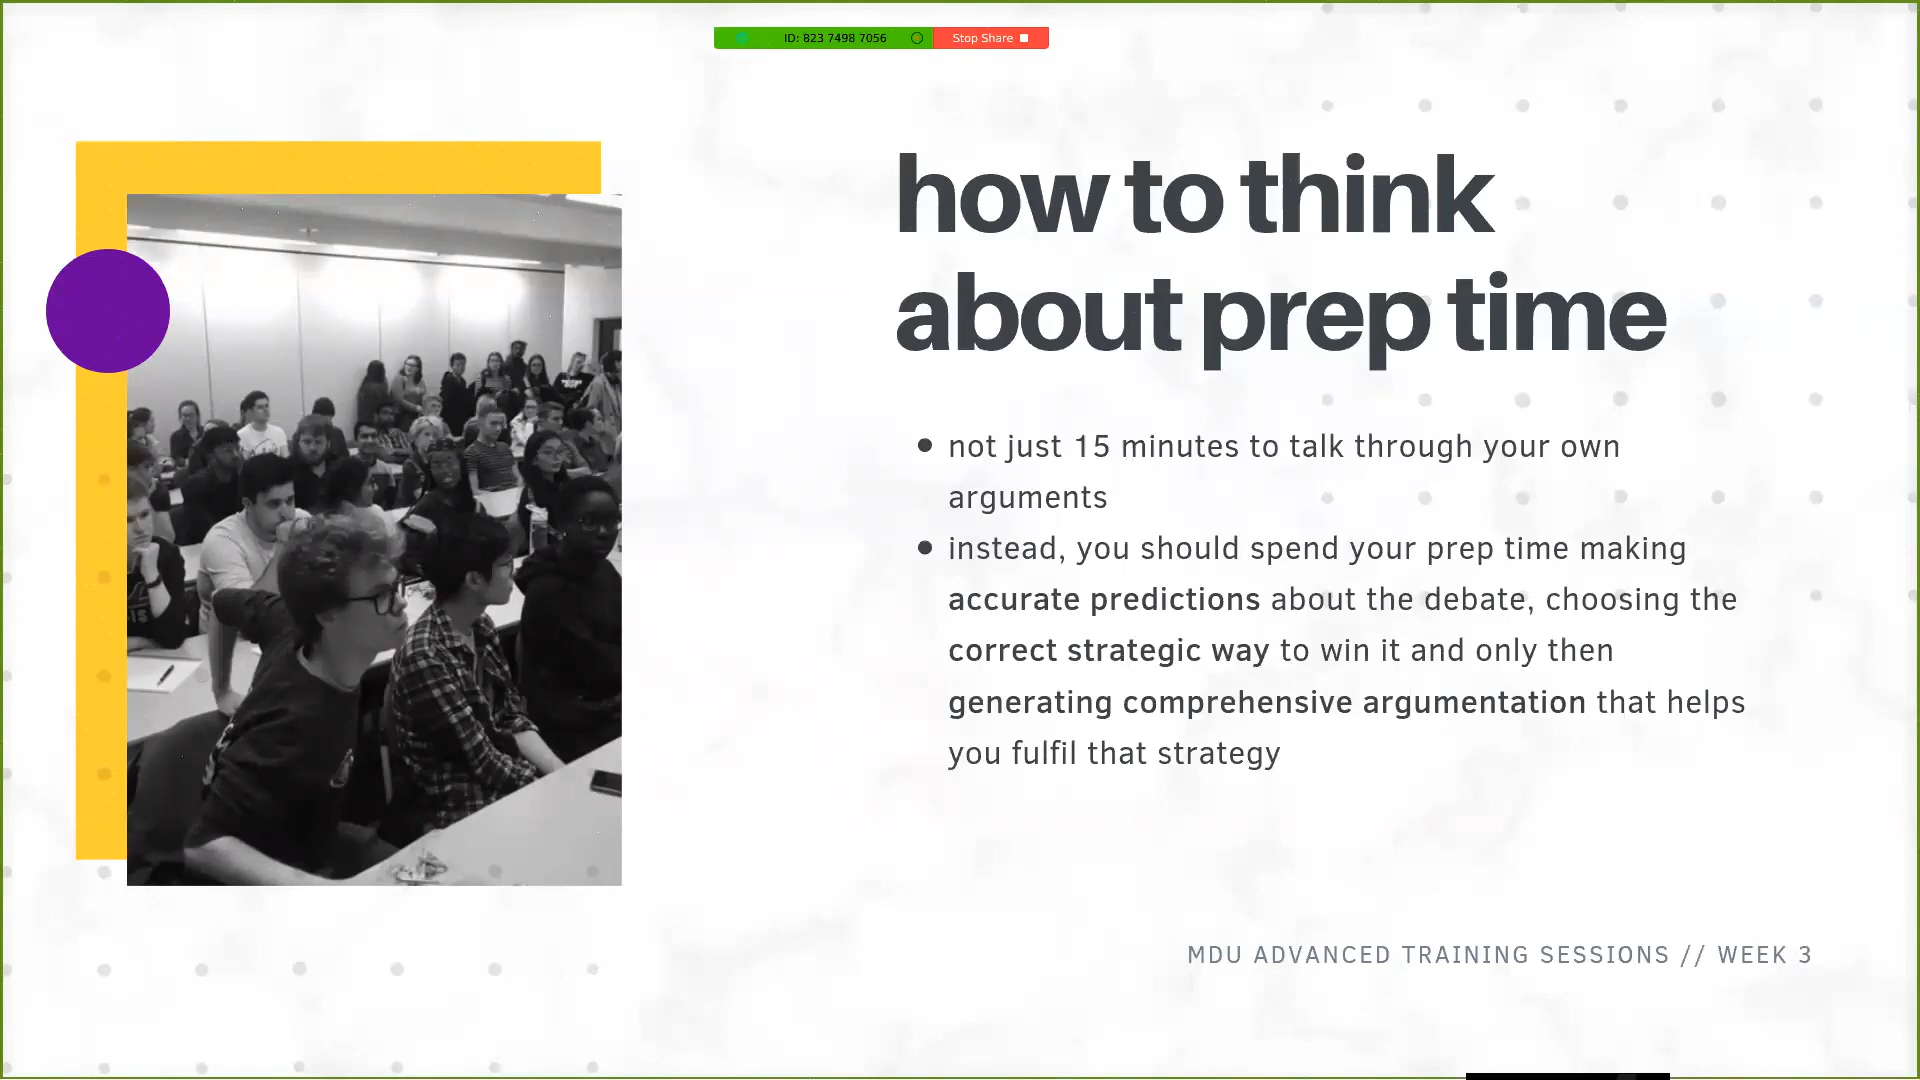 ID: 823 7498 7056 Stop Share
how to think
about prep time
not just 15 minutes to talk through your own
arguments
instead, you should spend your prep time making
accurate predictions about the debate, choosing the
correct strategic way to win it and only then
generating comprehensive argumentation that helps
you fulfil that strategy
MDU ADVANCED TRAINING SESSIONS // WEEK 3